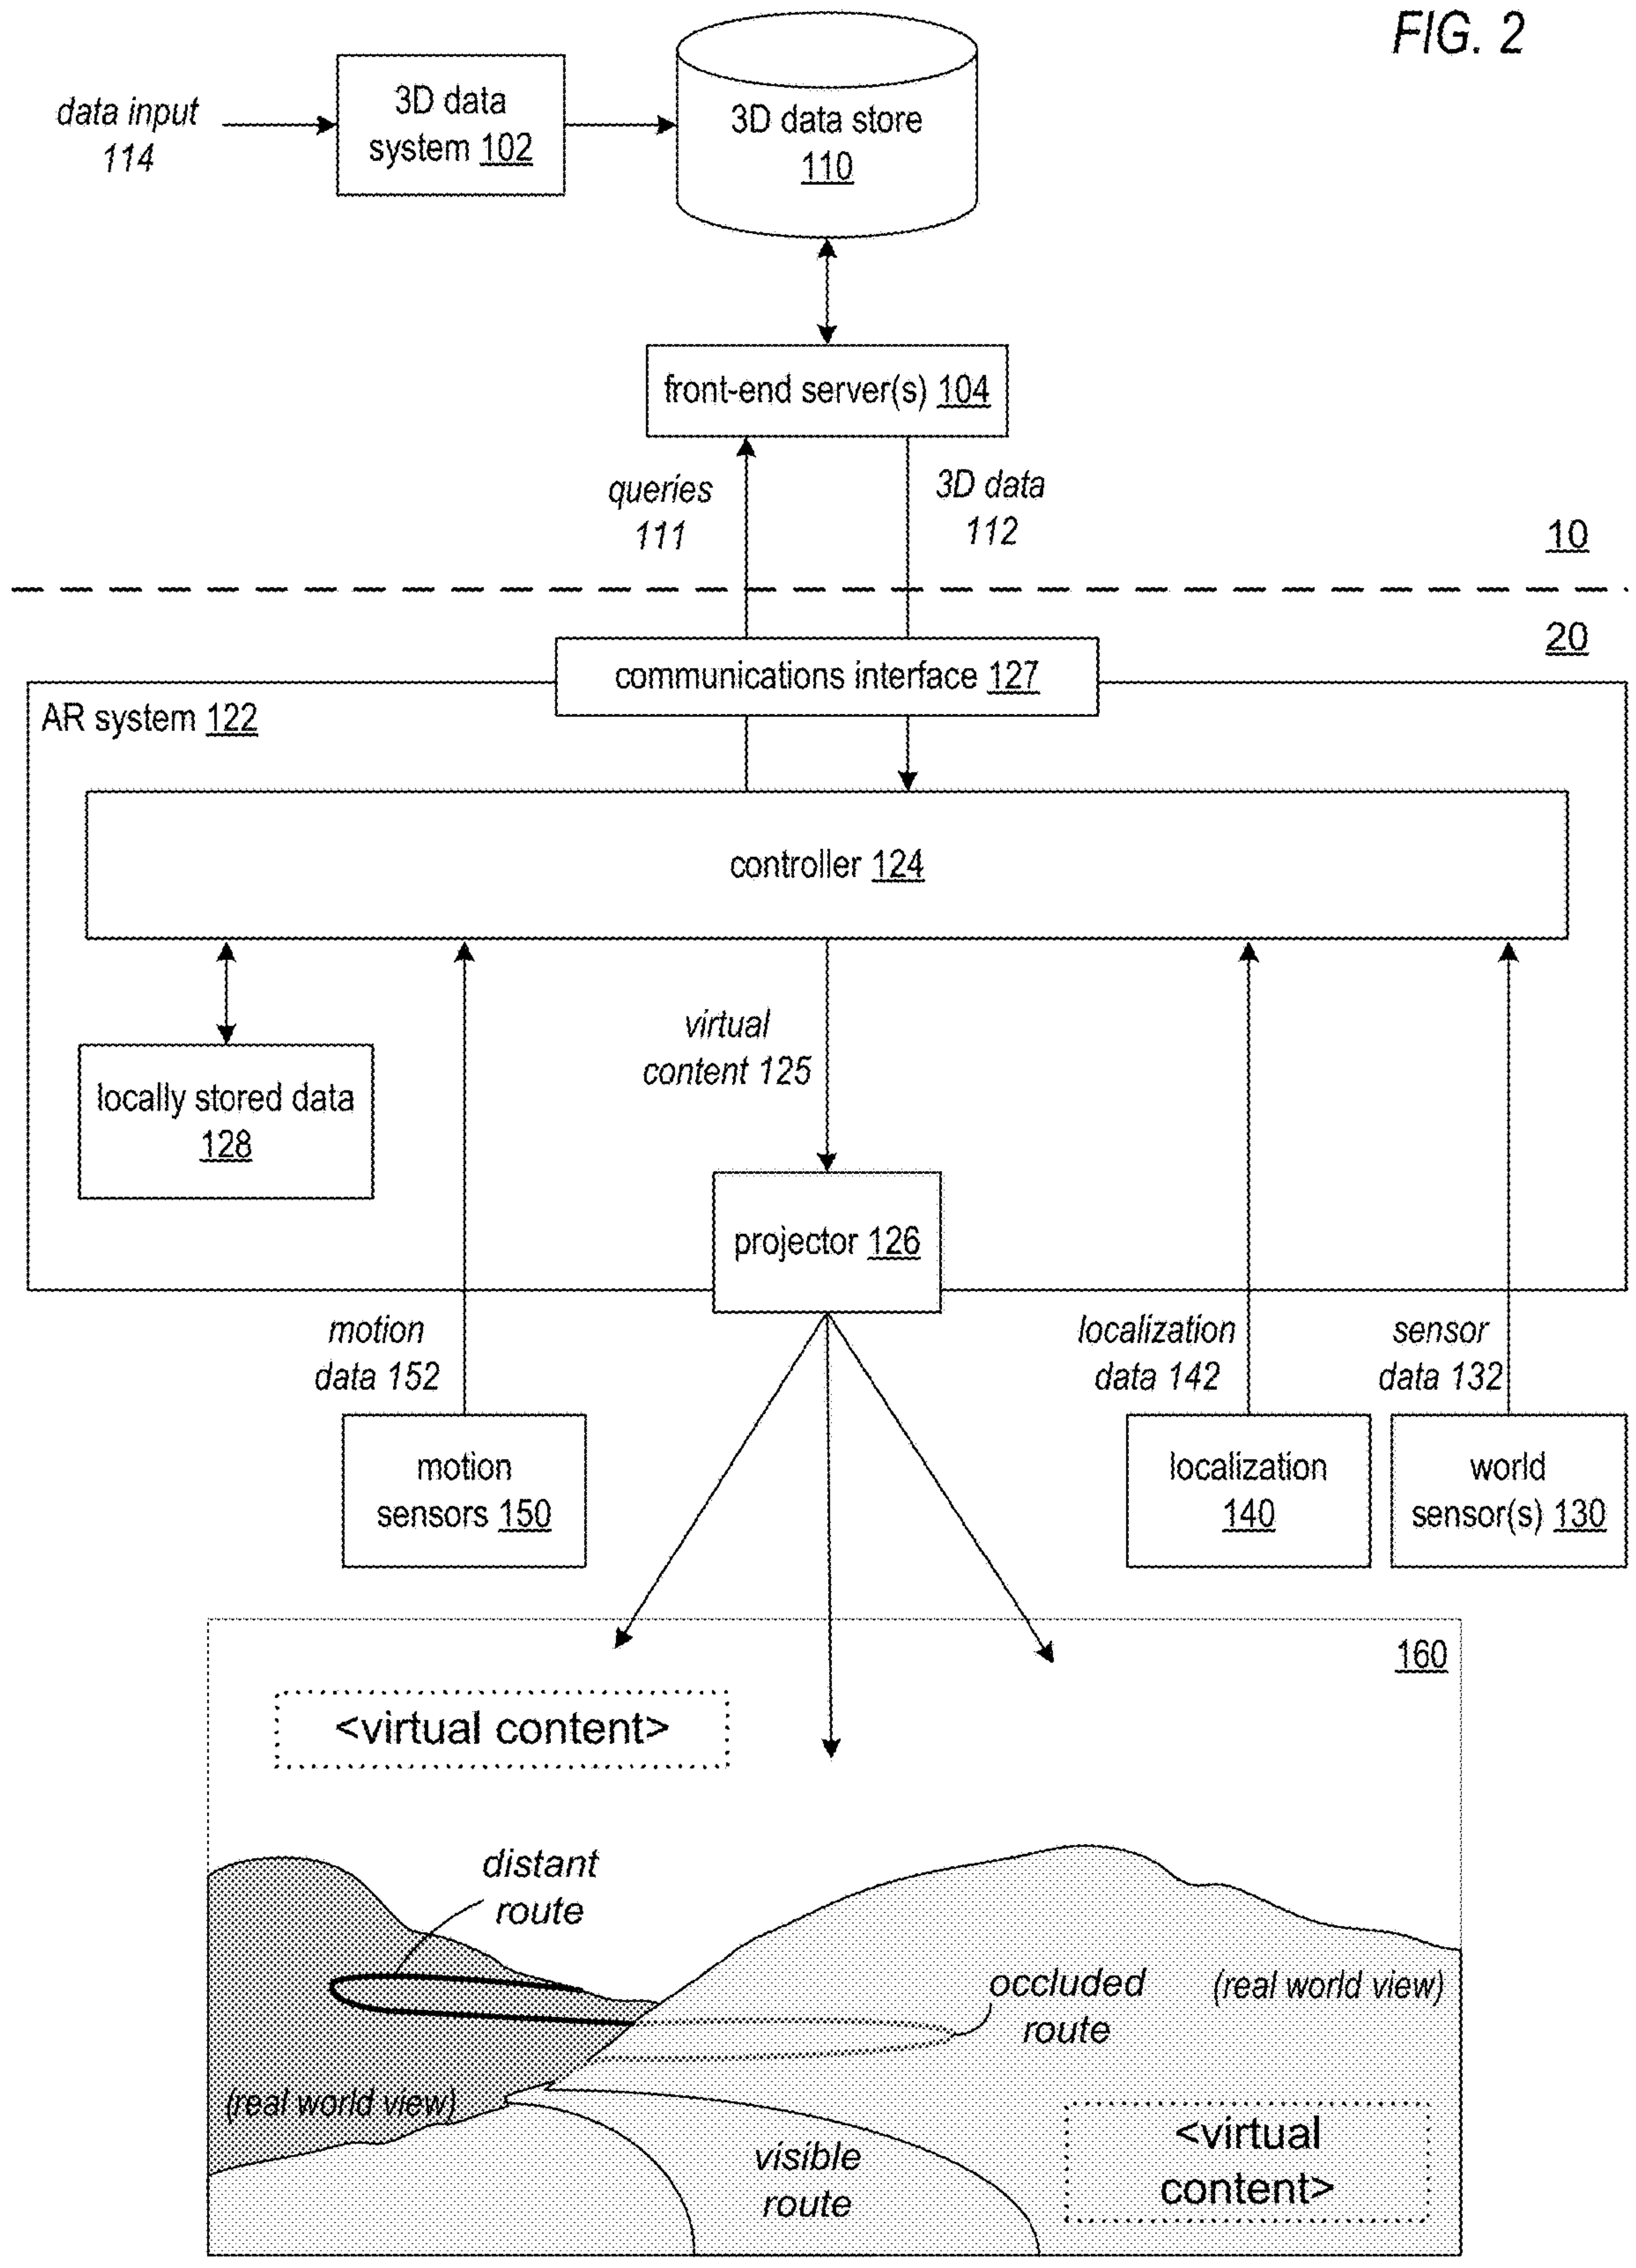 FIG. 2
data input
114
3D data
system 102
3D data store
110
front-end server(s) 104
queries
111
3D data
112
10
20
communications interface 127
AR system 122
controller 124
virtual
content 125
locally stored data
128
projector 126
motion
data 152
localization
data 142
sensor
data 132
motion
sensors 150
localization
140
world
sensor(s) 130
160
<virtual content>
distant
route
occluded
route
(real world view)
(real world view)
visible
route
<virtual
content>